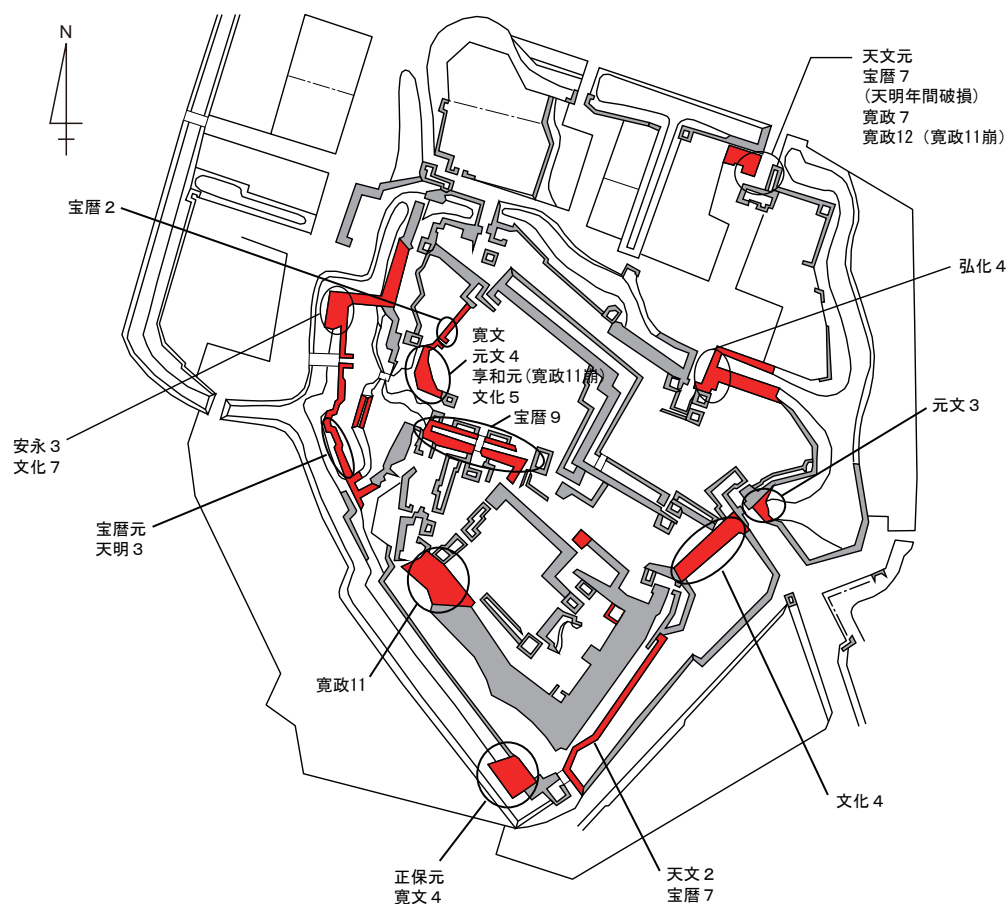 N
天文元
宝暦７
(天明年間破損)
寛政７
寛政12（寛政11崩）
宝暦２
弘化４
寛文
元文４
享和元(寛政11崩)
文化５
宝暦９
元文３
安永３
文化７
宝暦元
天明３
寛政11
文化４
正保元
寛文４
天文２
宝暦７